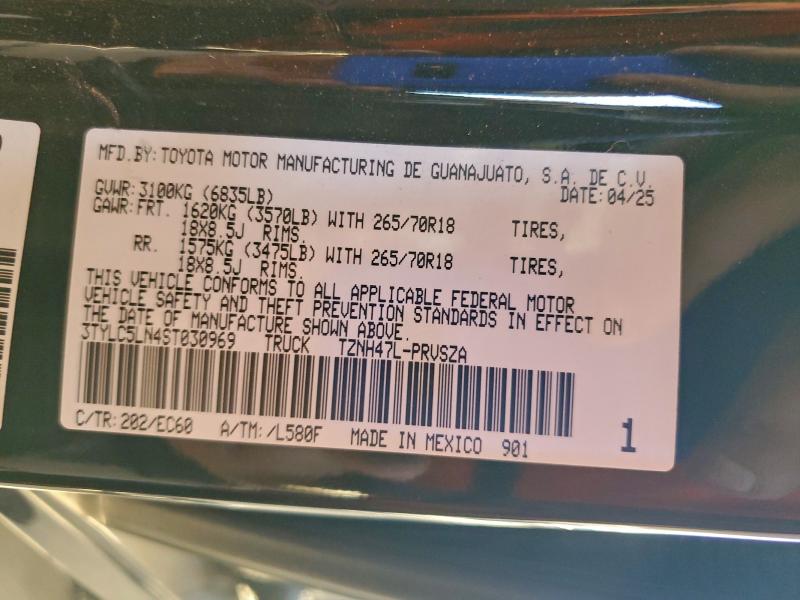 MFD.BY: TOYOTA MOTOR MANUFACTURING DE GUANAJUATO, S.A. DE C.V.
GVWR: 3100KG (6835LB) DATE: 04/25
GAWR: FRT. 1620KG (3570LB) WITH 265/70R18 TIRES,
18X8.5J RIMS.
RR. 1575KG (3475LB) WITH 265/70R18 TIRES,
18X8.5J RIMS.
THIS VEHICLE CONFORMS TO ALL APPLICABLE FEDERAL MOTOR
VEHICLE SAFETY AND THEFT PREVENTION STANDARDS IN EFFECT ON
THE DATE OF MANUFACTURE SHOWN ABOVE.
3TYLC5LN4ST030969 TRUCK TZNH47L-PRVSZA
C/TR: 202/EC60 A/TM: /L580F MADE IN MEXICO 901 1